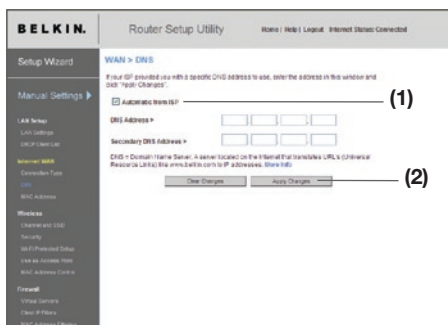 BELKIN.
Router Setup Utility
Home | Help | Logout Internet Status: Connected
Setup Wizard
Manual Settings
LAN Setup
LAN Settings
DHCP Client List
Internet WAN
Connection Type
DNS
MAC Address
Wireless
Channel and SSID
Security
Wi-Fi Protected Setup
Use as Access Point
MAC Address Control
Firewall
Virtual Servers
Client IP Filters
MAC Address Filtering
WAN > DNS
If your ISP provided you with a specific DNS address to use, enter the address in this window and
click "Apply Changes".
Automatic from ISP
(1)
DNS Address >
Secondary DNS Address >
DNS = Domain Name Server. A server located on the Internet that translates URL's (Universal
Resource Links) like www.belkin.com to IP addresses. More Info
Clear Changes
Apply Changes
(2)